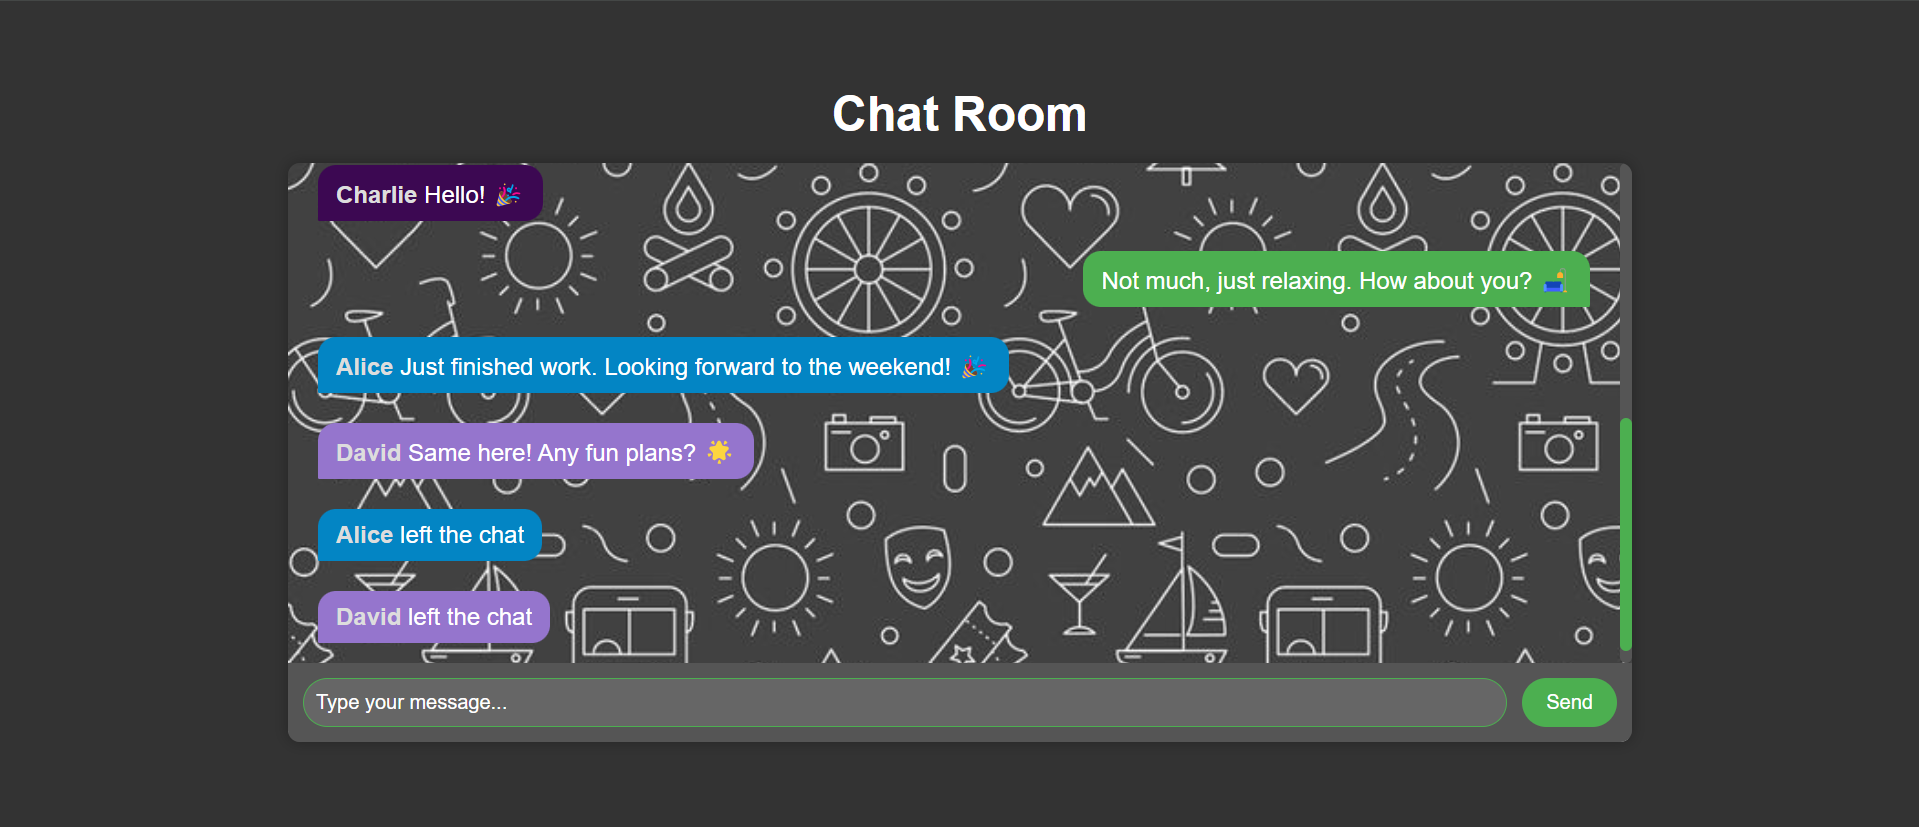 Chat Room
Charlie Hello! 🎉
Not much, just relaxing. How about you? 🛋️
Alice Just finished work. Looking forward to the weekend! 🎉
David Same here! Any fun plans? 🌟
Alice left the chat
David left the chat
Type your message...
Send